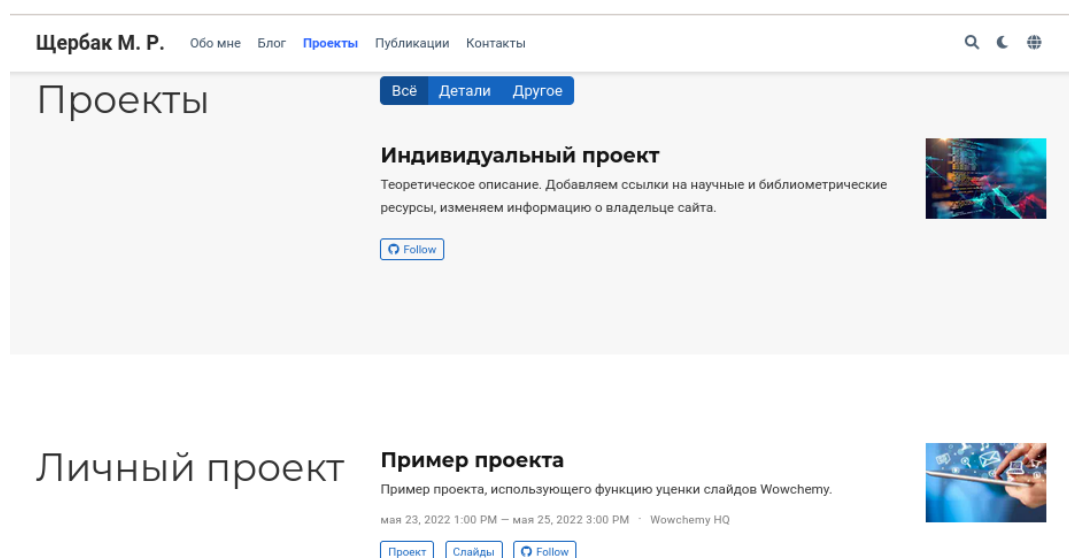 Щербак М. Р. Обо мне Блог Проекты Публикации Контакты
Проекты
Всё Детали Другое
Индивидуальный проект
Теоретическое описание. Добавляем ссылки на научные и библиометрические
ресурсы, изменяем информацию о владельце сайта.
Follow
Личный проект
Пример проекта
Пример проекта, использующего функцию уценки слайдов Wowchemy.
мая 23, 2022 1:00 PM — мая 25, 2022 3:00 PM · Wowchemy HQ
Проект Слайды Follow